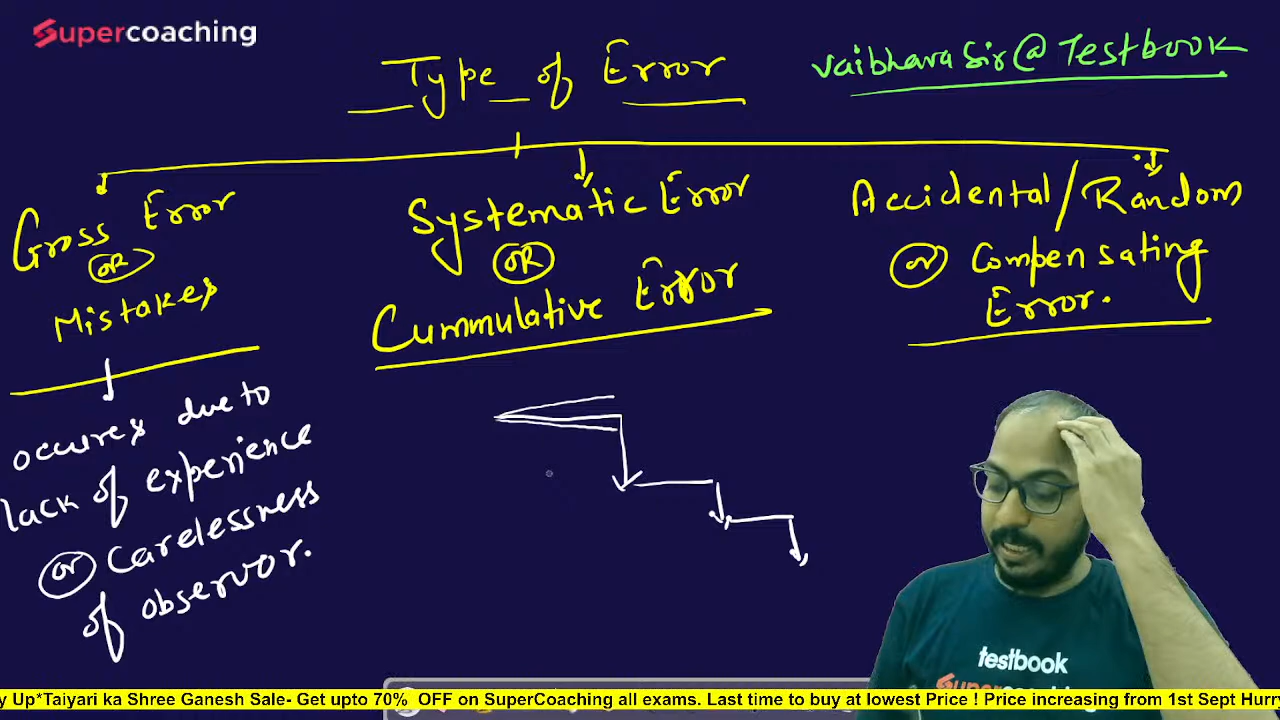 Supercoaching
Type of Error
Vaibhava Sir@Testbook
Gross Error
OR
Mistakes
occures due to
lack of experience
or Carelessness
of observor.
Systematic Error
OR
Cummulative Error
Accidental/Random
or Compensating
Error.
testbook
y Up*Taiyari ka Shree Ganesh Sale- Get upto 70% OFF on SuperCoaching all exams. Last time to buy at lowest Price ! Price increasing from 1st Sept Hurr